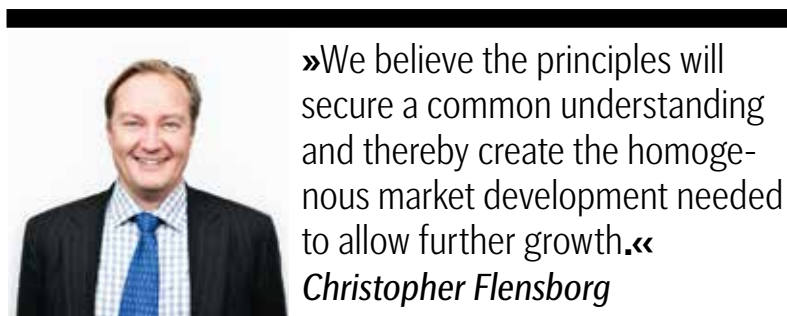 »We believe the principles will
secure a common understanding
and thereby create the homoge-
nous market development needed
to allow further growth.«
Christopher Flensborg